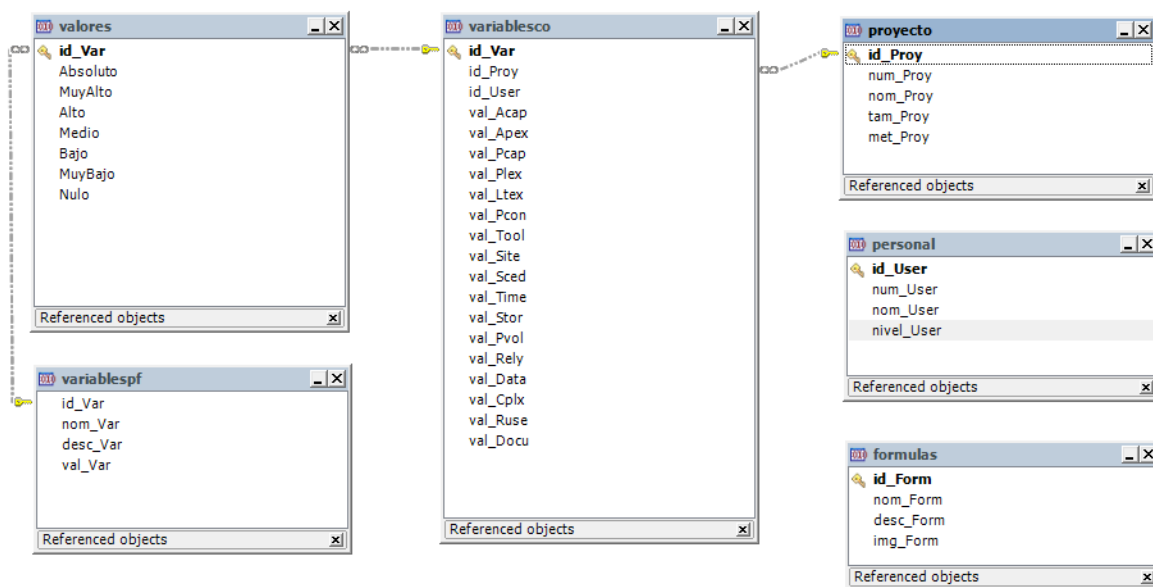 valores
id_Var
Absoluto
MuyAlto
Alto
Medio
Bajo
MuyBajo
Nulo
Referenced objects
variablespf
id_Var
nom_Var
desc_Var
val_Var
Referenced objects
variablesco
id_Var
id_Proy
id_User
val_Acap
val_Apex
val_Pcap
val_Plex
val_Ltex
val_Pcon
val_Tool
val_Site
val_Sced
val_Time
val_Stor
val_Pvol
val_Rely
val_Data
val_Cplx
val_Ruse
val_Docu
Referenced objects
proyecto
id_Proy
num_Proy
nom_Proy
tam_Proy
met_Proy
Referenced objects
personal
id_User
num_User
nom_User
nivel_User
Referenced objects
formulas
id_Form
nom_Form
desc_Form
img_Form
Referenced objects